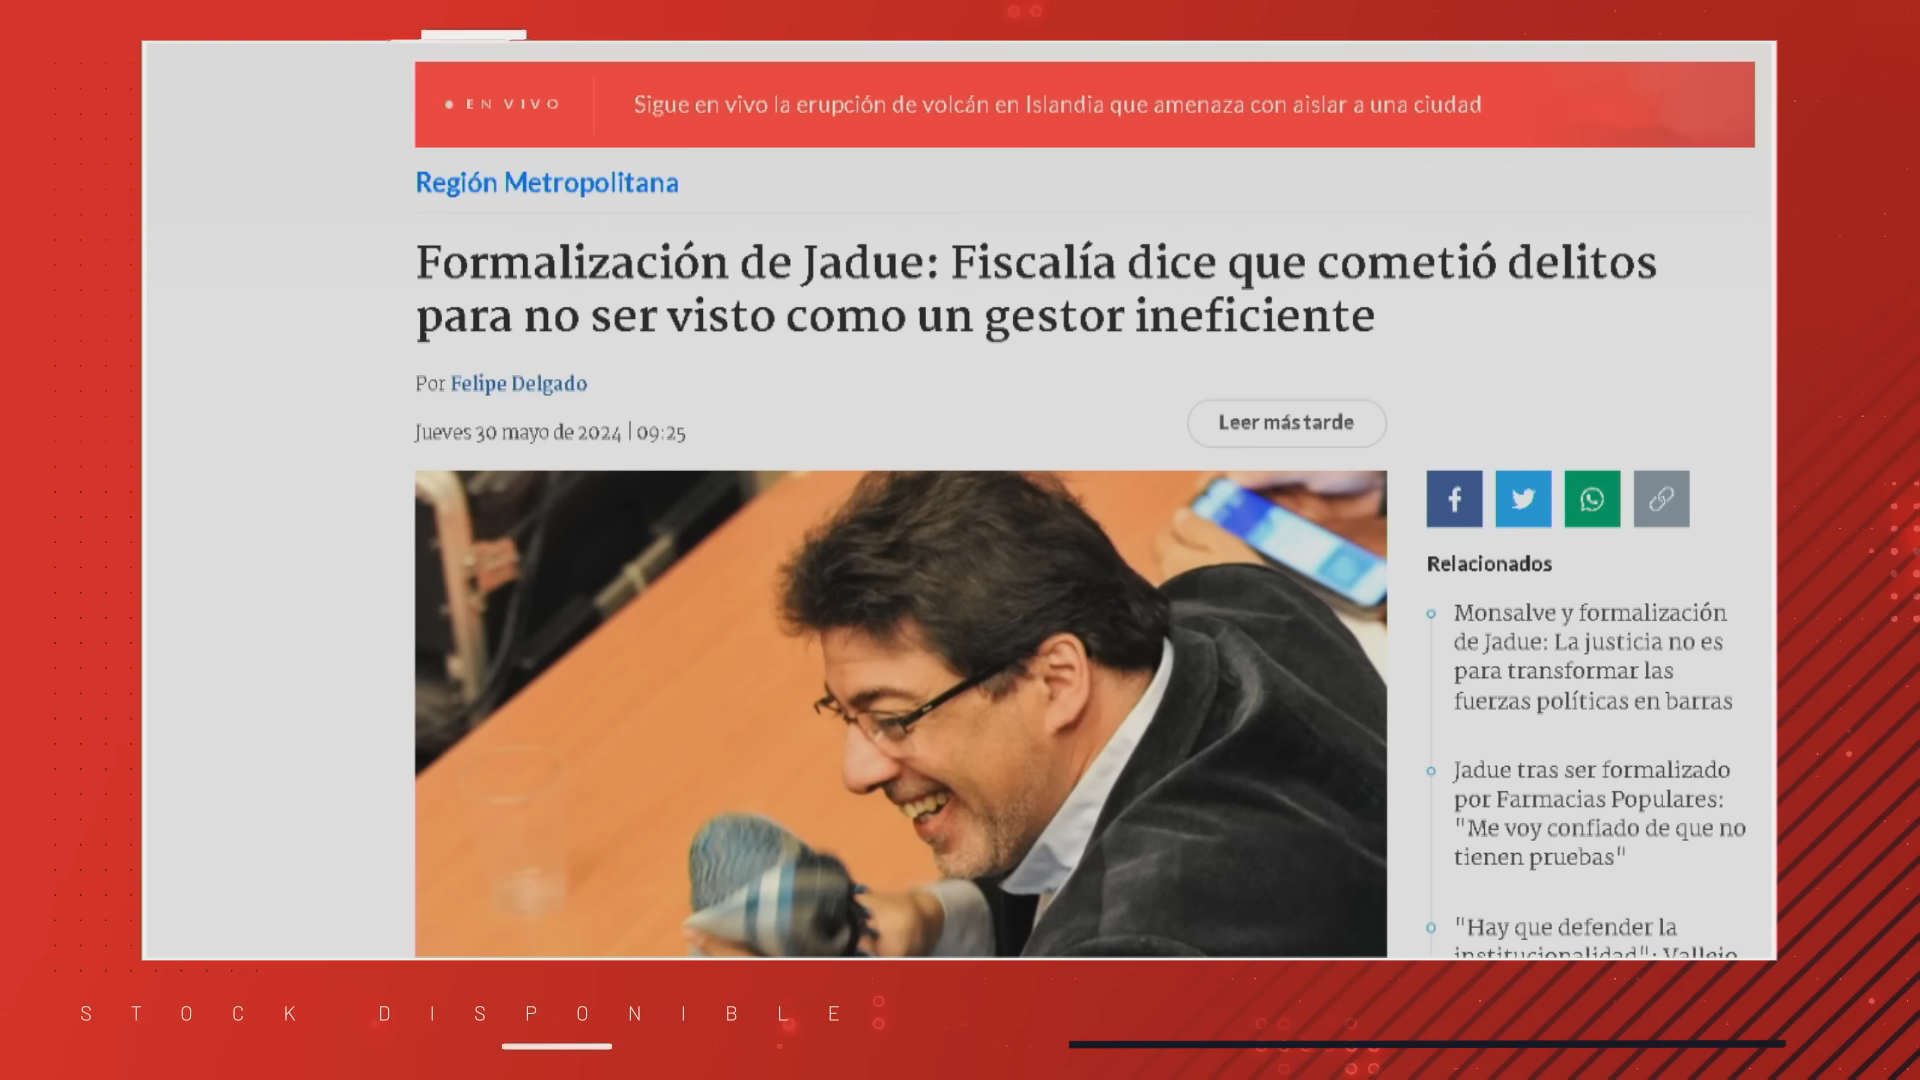 EN VIVO
Sigue en vivo la erupción de volcán en Islandia que amenaza con aislar a una ciudad
Región Metropolitana
Formalización de Jadue: Fiscalía dice que cometió delitos
para no ser visto como un gestor ineficiente
Por Felipe Delgado
Jueves 30 mayo de 2024 | 09:25
Leer más tarde
Relacionados
Monsalve y formalización
de Jadue: La justicia no es
para transformar las
fuerzas políticas en barras
Jadue tras ser formalizado
por Farmacias Populares:
"Me voy confiado de que no
tienen pruebas"
"Hay que defender la
institucionalidad": Vallejo
STOCK DISPONIBLE